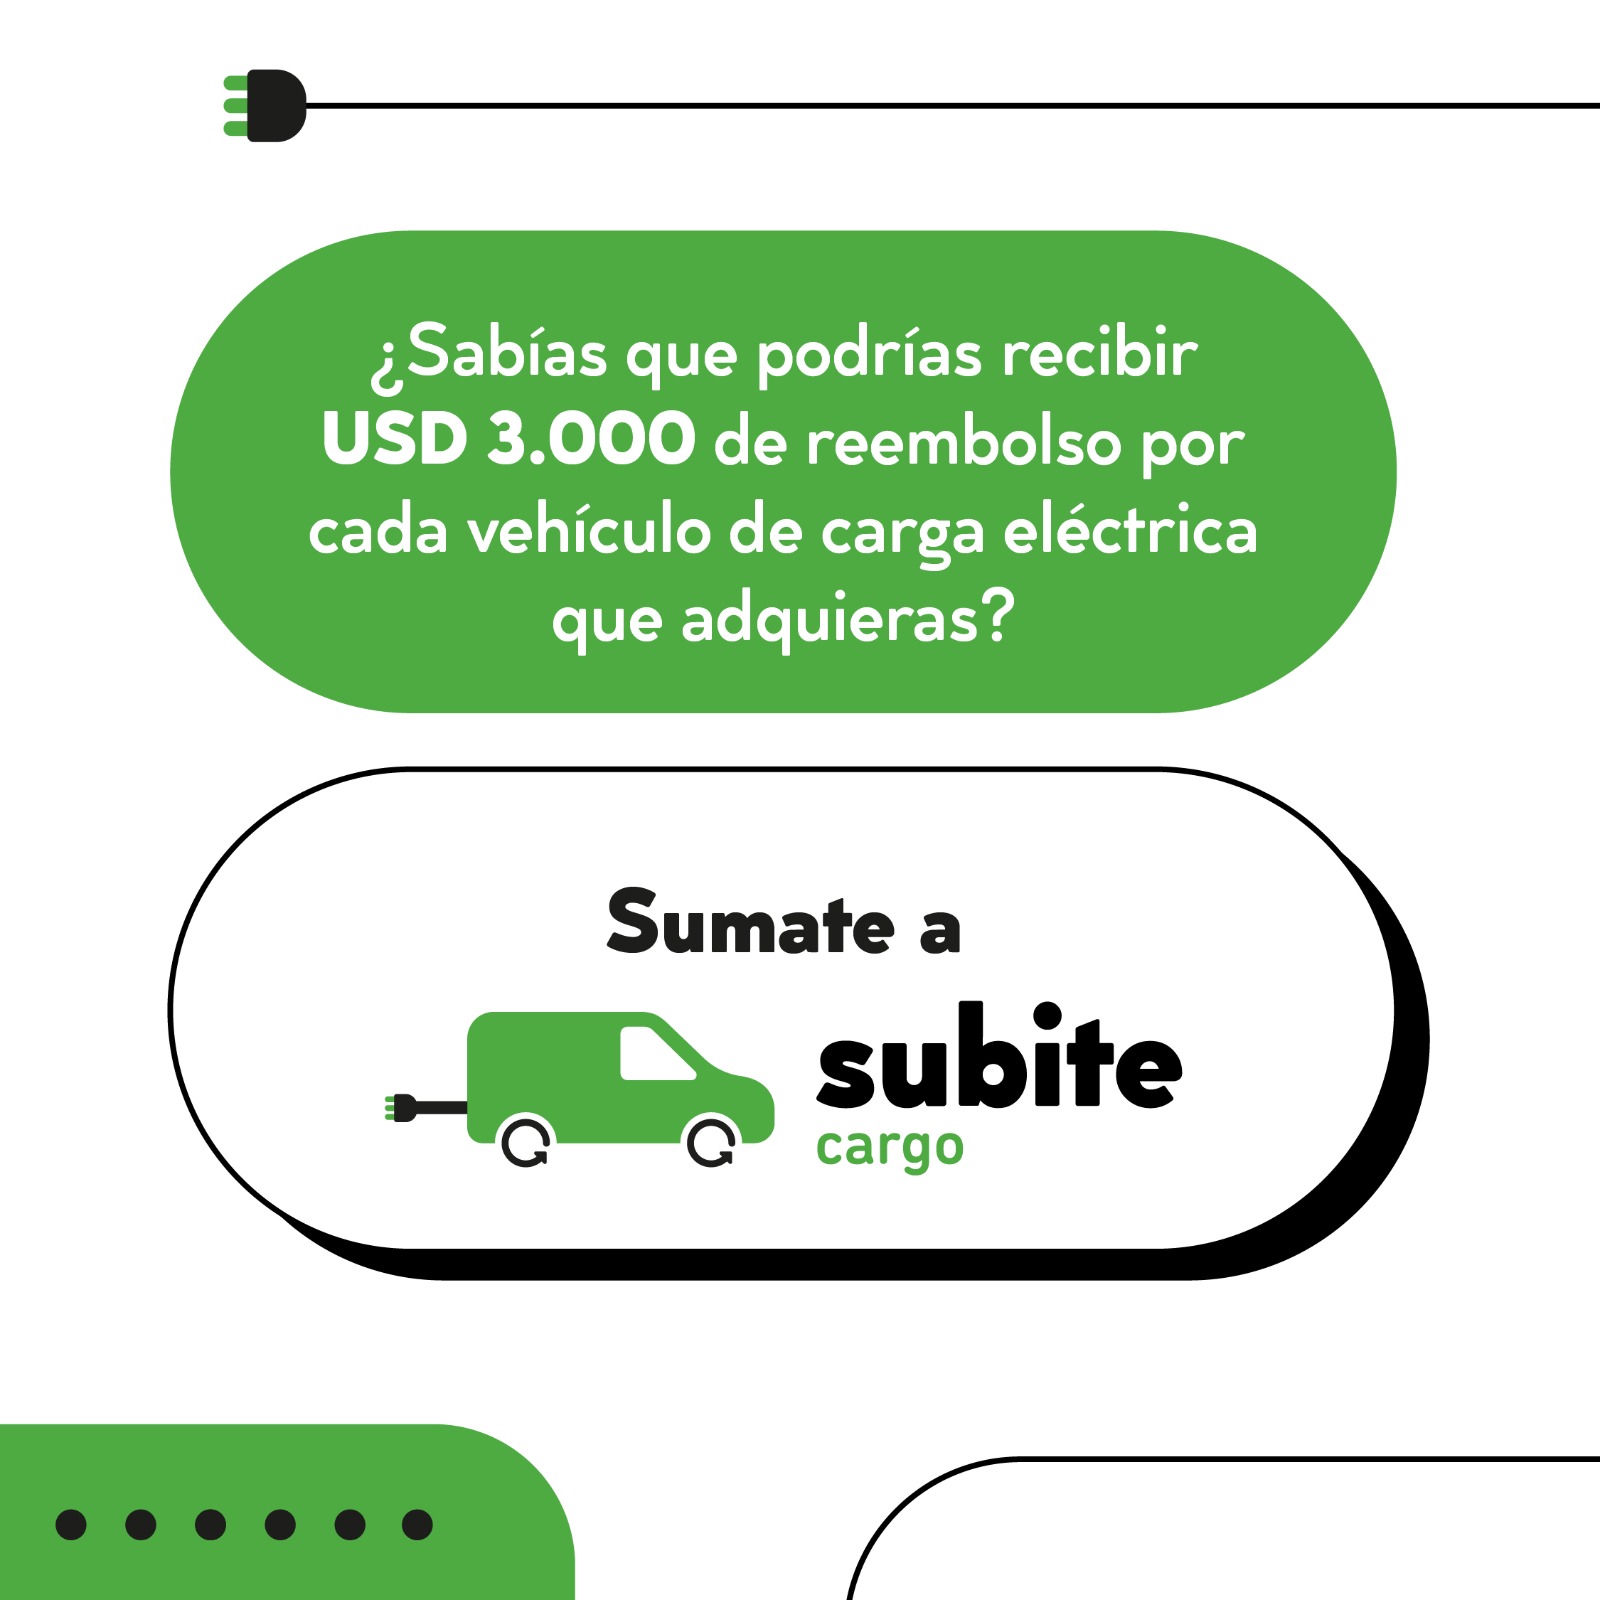 ¿Sabías que podrías recibir
USD 3.000 de reembolso por
cada vehículo de carga eléctrica
que adquieras?
Sumate a
subite
cargo